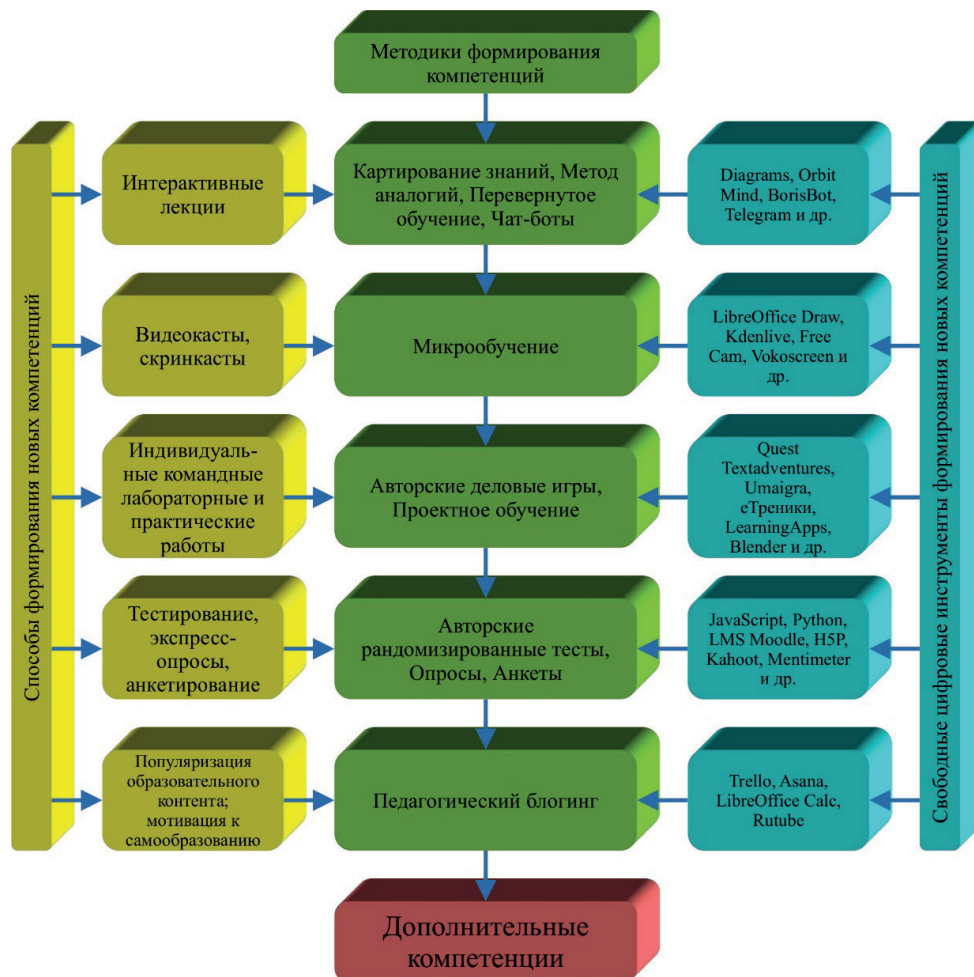 Методики формирования
компетенций
Способы формирования новых компетенций
Интерактивные
лекции
Картирование знаний, Метод
аналогий, Перевернутое
обучение, Чат-боты
Diagrams, Orbit
Mind, BorisBot,
Telegram и др.
Свободные цифровые инструменты формирования новых компетенций
Видеокасты,
скринкасты
Микрообучение
LibreOffice Draw,
Kdenlive, Free
Cam, Vokoscreen и
др.
Индивидуаль-
ные командные
лабораторные и
практические
работы
Авторские деловые игры,
Проектное обучение
Quest
Textadventures,
Umaigra,
eТреники,
LearningApps,
Blender и др.
Тестирование,
экспресс-
опросы,
анкетирование
Авторские
рандомизированные тесты,
Опросы, Анкеты
JavaScript, Python,
LMS Moodle, H5P,
Kahoot, Mentimeter
и др.
Популяризация
образовательного
контента;
мотивация к
самообразованию
Педагогический блогинг
Trello, Asana,
LibreOffice Calc,
Rutube
Дополнительные
компетенции